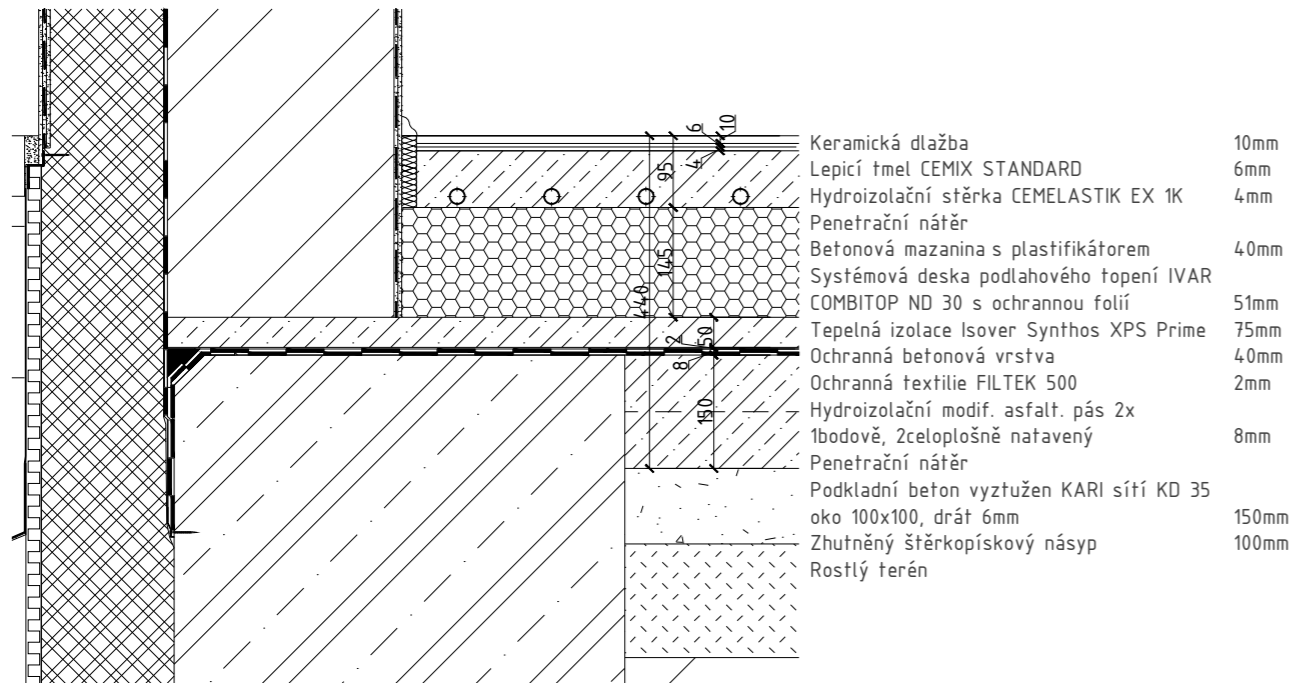 6
10
4
95
145
440
2
50
8
150
Keramická dlažba 10mm
Lepicí tmel CEMIX STANDARD 6mm
Hydroizolační stěrka CEMELASTIK EX 1K 4mm
Penetrační nátěr
Betonová mazanina s plastifikátorem 40mm
Systémová deska podlahového topení IVAR
COMBITOP ND 30 s ochrannou folií 51mm
Tepelná izolace Isover Synthos XPS Prime 75mm
Ochranná betonová vrstva 40mm
Ochranná textilie FILTEK 500 2mm
Hydroizolační modif. asfalt. pás 2x
1bodově, 2celoplošně natavený 8mm
Penetrační nátěr
Podkladní beton vyztužen KARI sítí KD 35
oko 100x100, drát 6mm 150mm
Zhutněný štěrkopískový násyp 100mm
Rostlý terén